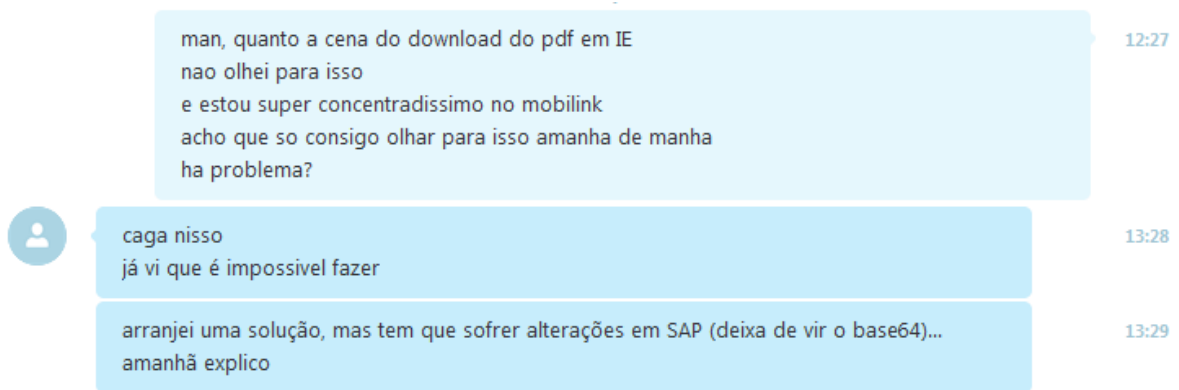 man, quanto a cena do download do pdf em IE
12:27
nao olhei para isso
e estou super concentradissimo no mobilink
acho que so consigo olhar para isso amanha de manha
ha problema?
caga nisso
13:28
já vi que é impossivel fazer
arranjei uma solução, mas tem que sofrer alterações em SAP (deixa de vir o base64)...
13:29
amanhã explico